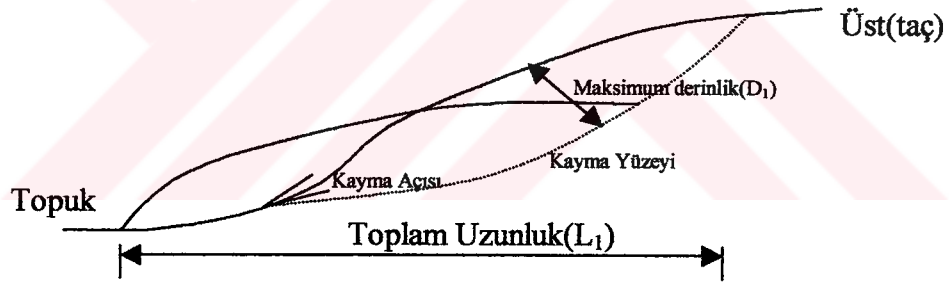 Üst(taç)
Maksimum derinlik(D₁)
Kayma Yüzeyi
Kayma Açısı
Topuk
Toplam Uzunluk(L₁)